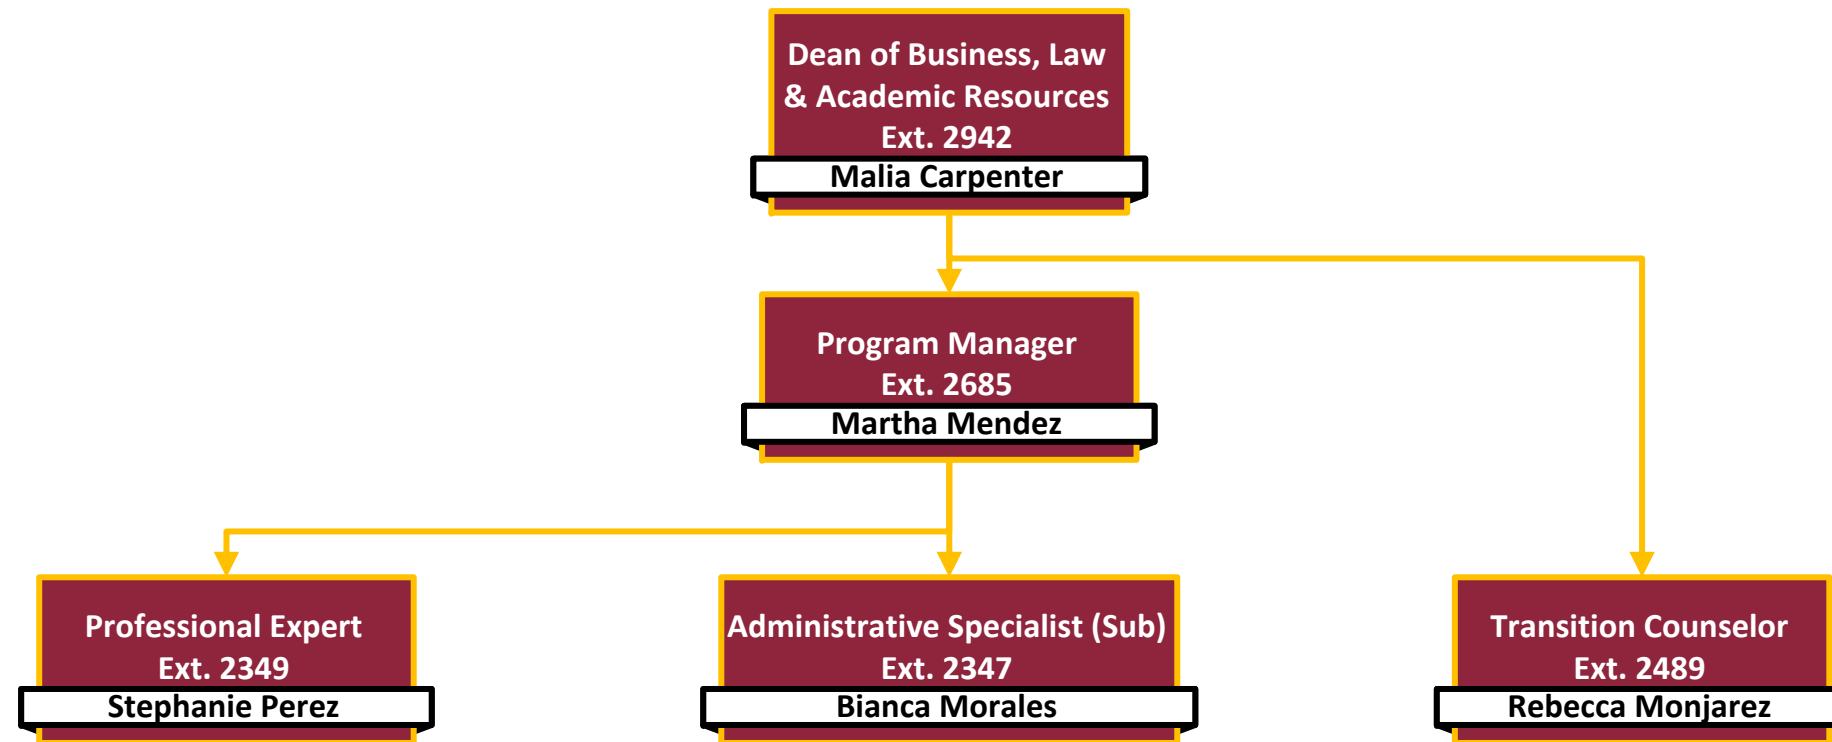 Dean of Business, Law
& Academic Resources
Ext. 2942
Malia Carpenter
Program Manager
Ext. 2685
Martha Mendez
Professional Expert
Ext. 2349
Stephanie Perez
Administrative Specialist (Sub)
Ext. 2347
Bianca Morales
Transition Counselor
Ext. 2489
Rebecca Monjarez